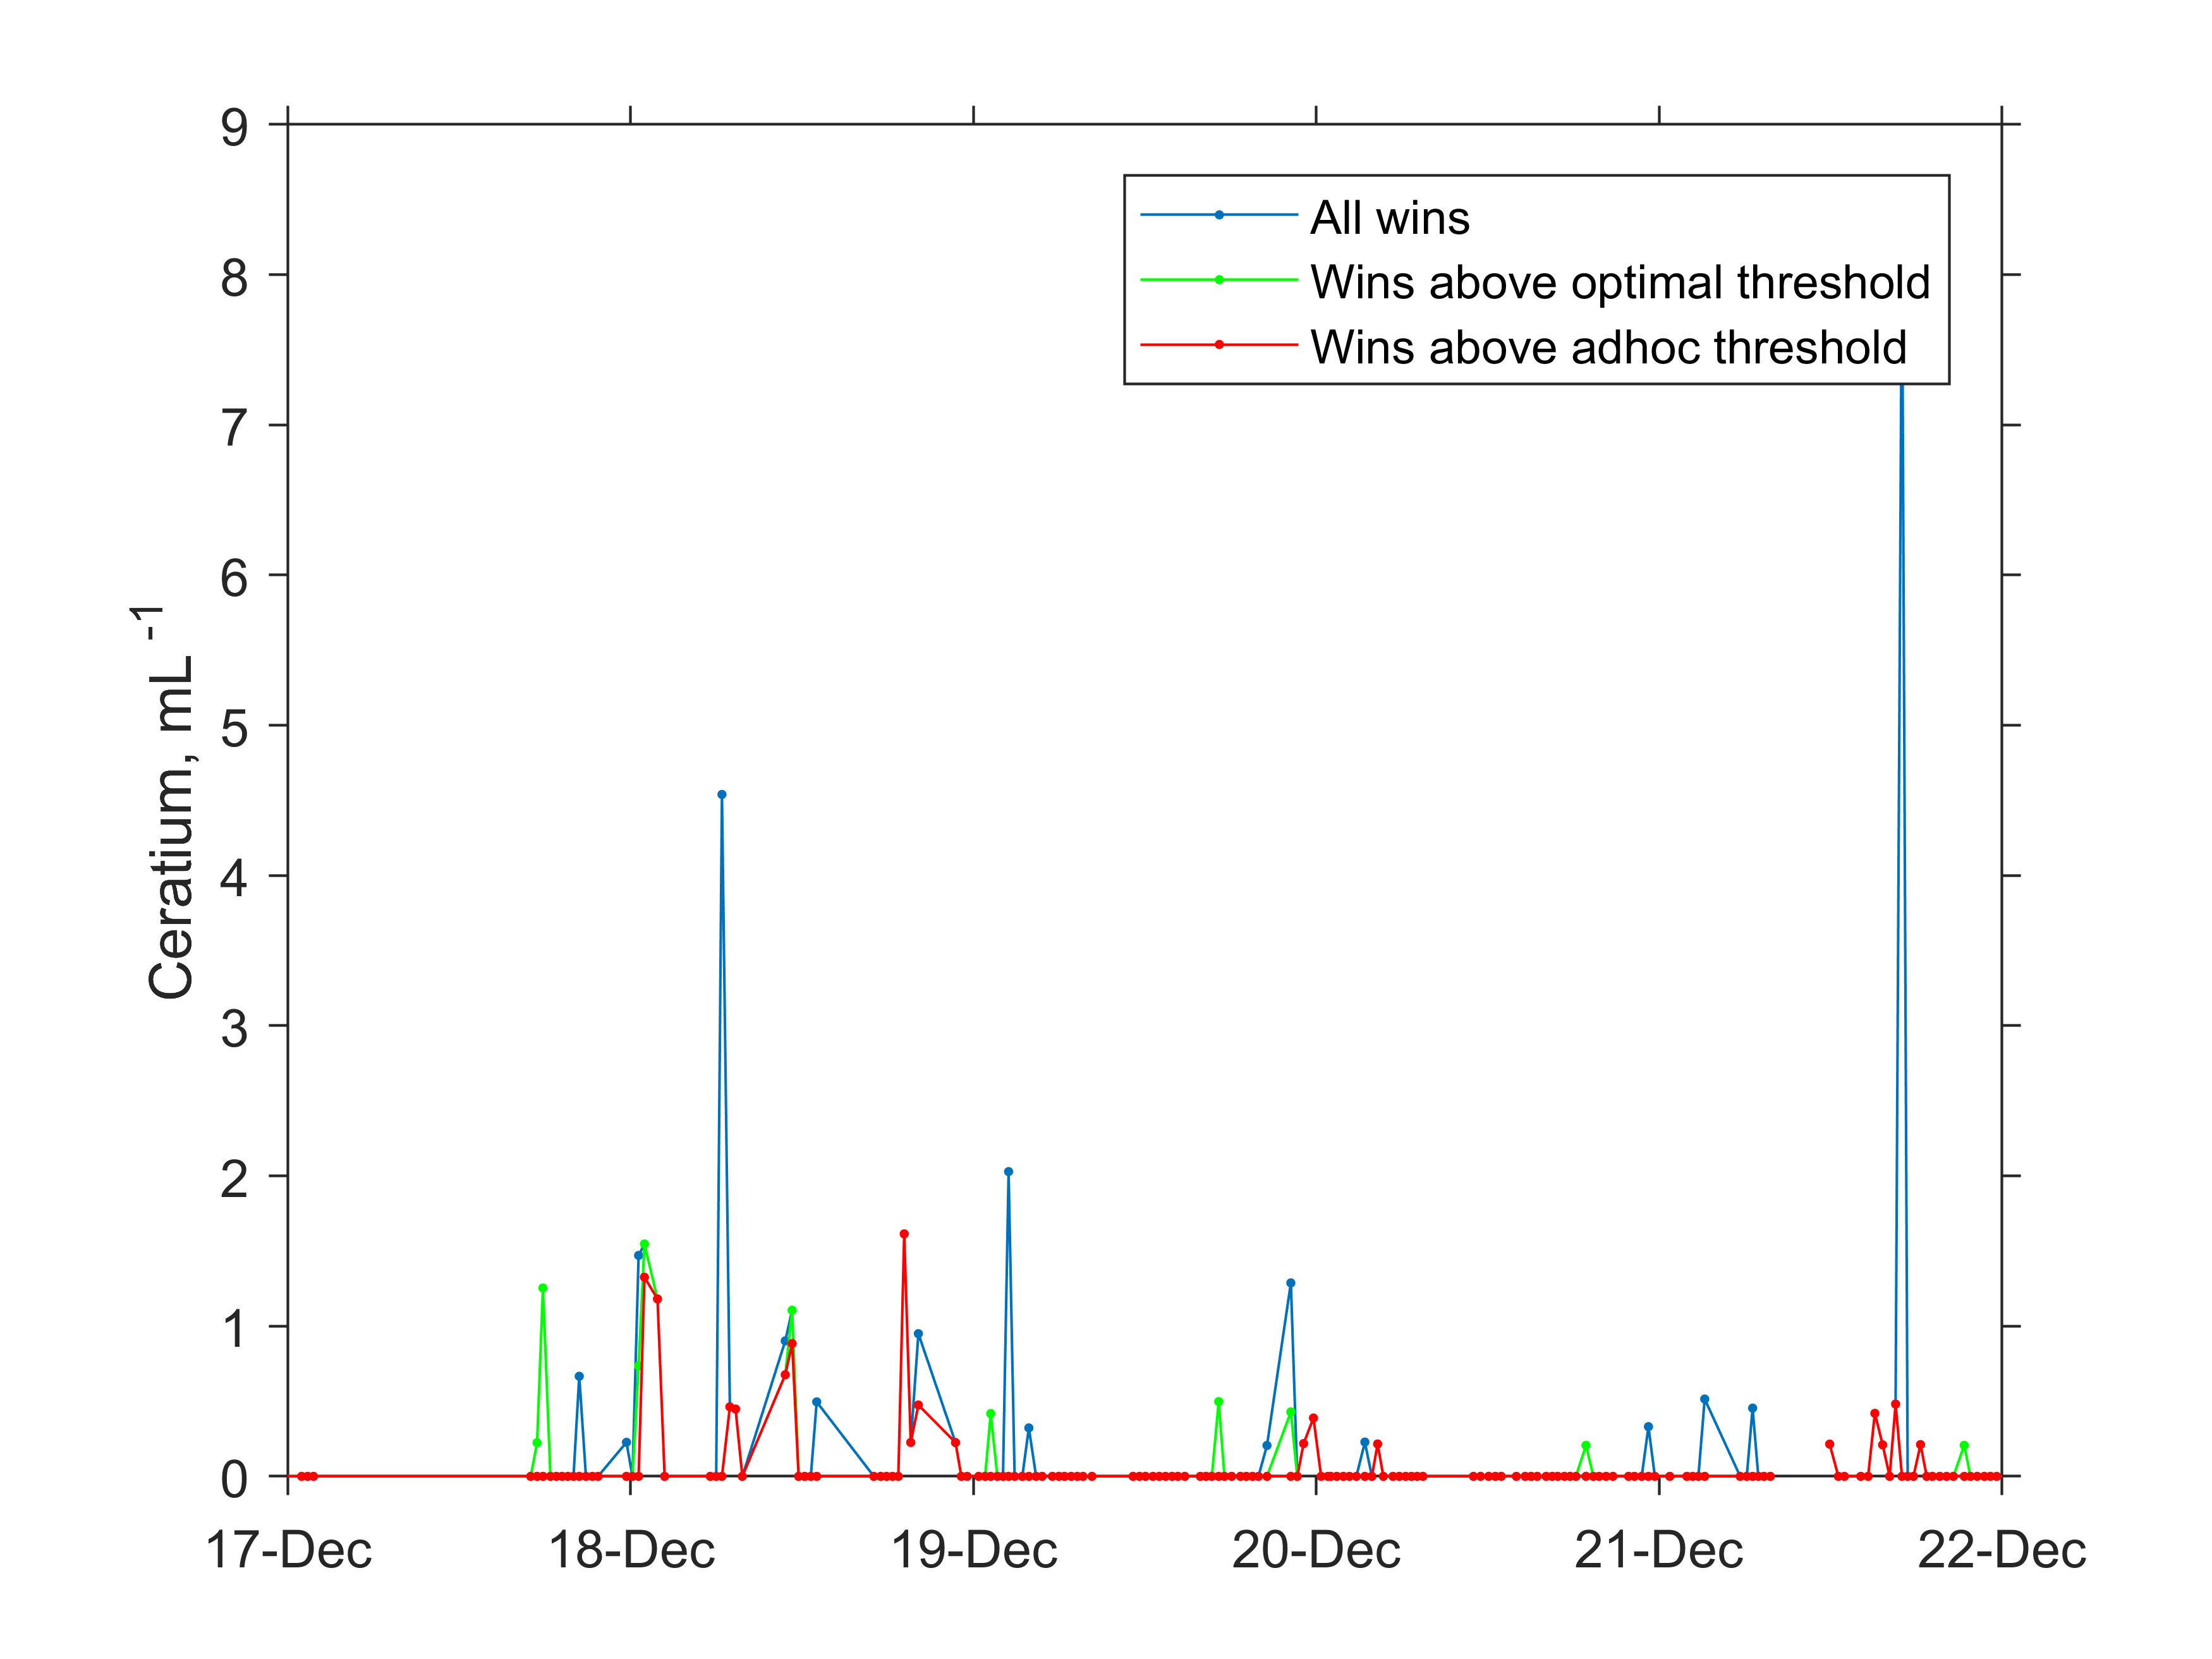 9
8
7
6
5
4
3
2
1
0
Ceratium, mL⁻¹
All wins
Wins above optimal threshold
Wins above adhoc threshold
17-Dec 18-Dec 19-Dec 20-Dec 21-Dec 22-Dec